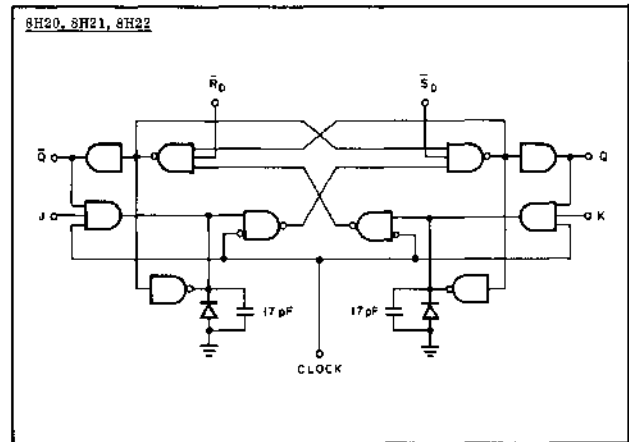 8H20, 8H21, 8H22
R̄D S̄D
Q̄ Q
J K
17 pF 17 pF
CLOCK